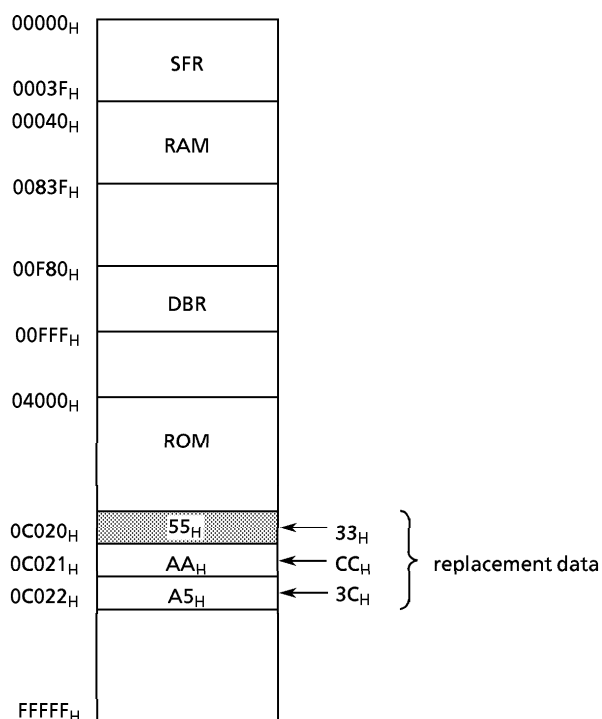 00000H
SFR
0003FH
00040H
RAM
0083FH
00F80H
DBR
00FFFH
04000H
ROM
0C020H 55H 33H
0C021H AAH CCH replacement data
0C022H A5H 3CH
FFFFFH